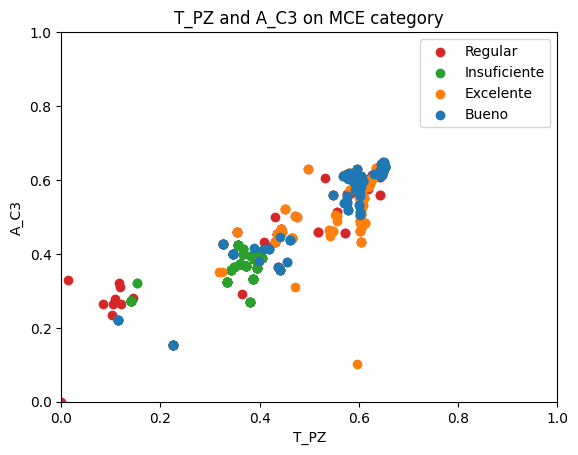 T_PZ and A_C3 on MCE category
1.0
0.8
0.6
0.4
0.2
0.0
A_C3
Regular
Insuficiente
Excelente
Bueno
0.0 0.2 0.4 0.6 0.8 1.0
T_PZ